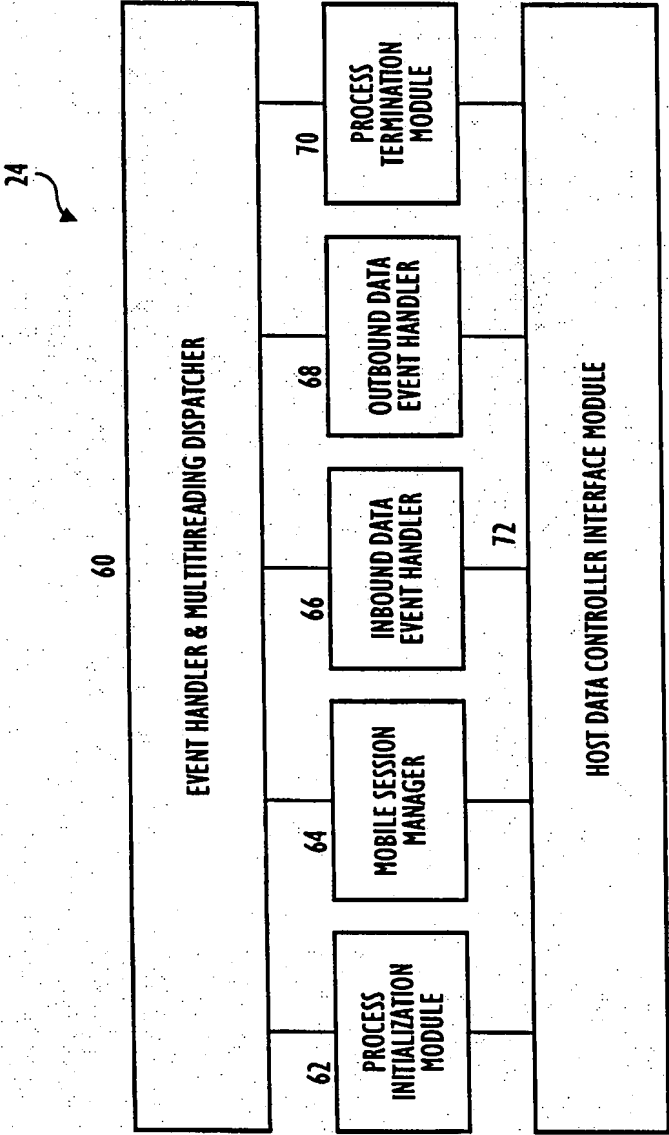 24
60
EVENT HANDLER & MULTITHREADING DISPATCHER
62
PROCESS
INITIALIZATION
MODULE
64
MOBILE SESSION
MANAGER
66
INBOUND DATA
EVENT HANDLER
68
OUTBOUND DATA
EVENT HANDLER
70
PROCESS
TERMINATION
MODULE
72
HOST DATA CONTROLLER INTERFACE MODULE